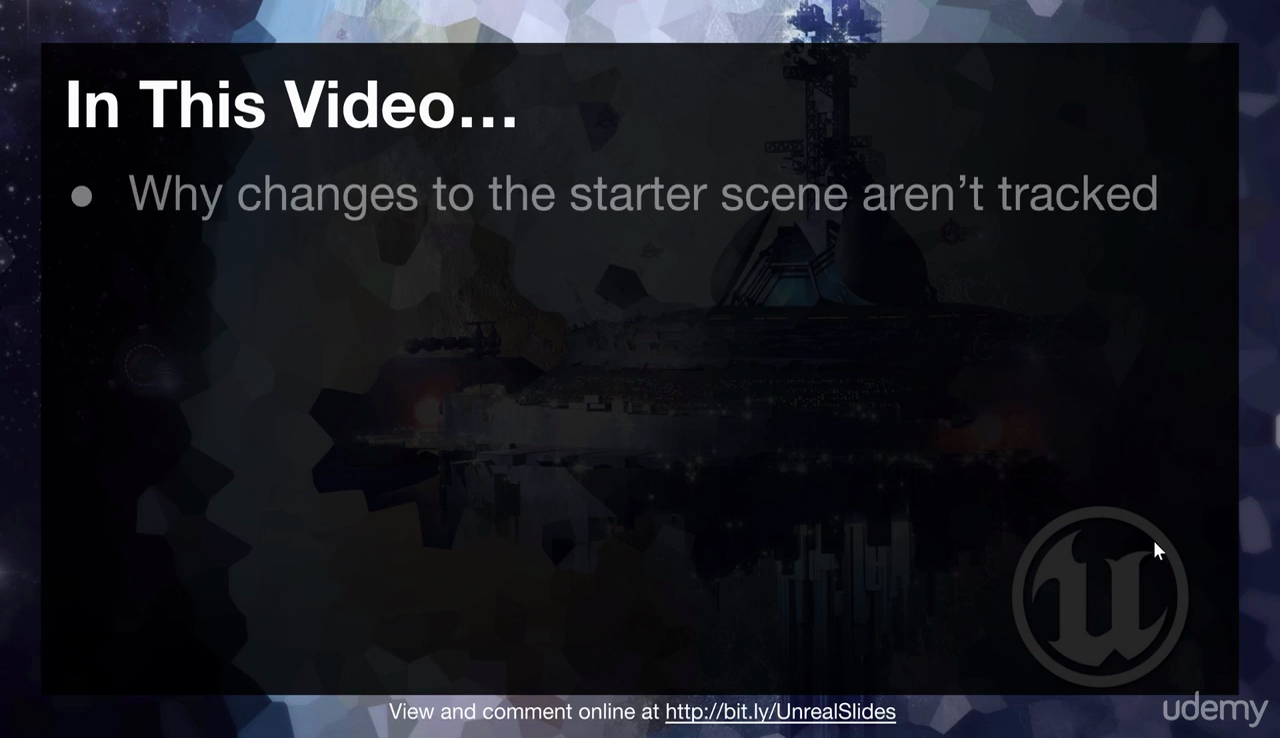 In This Video…
● Why changes to the starter scene aren’t tracked
View and comment online at http://bit.ly/UnrealSlides
udemy